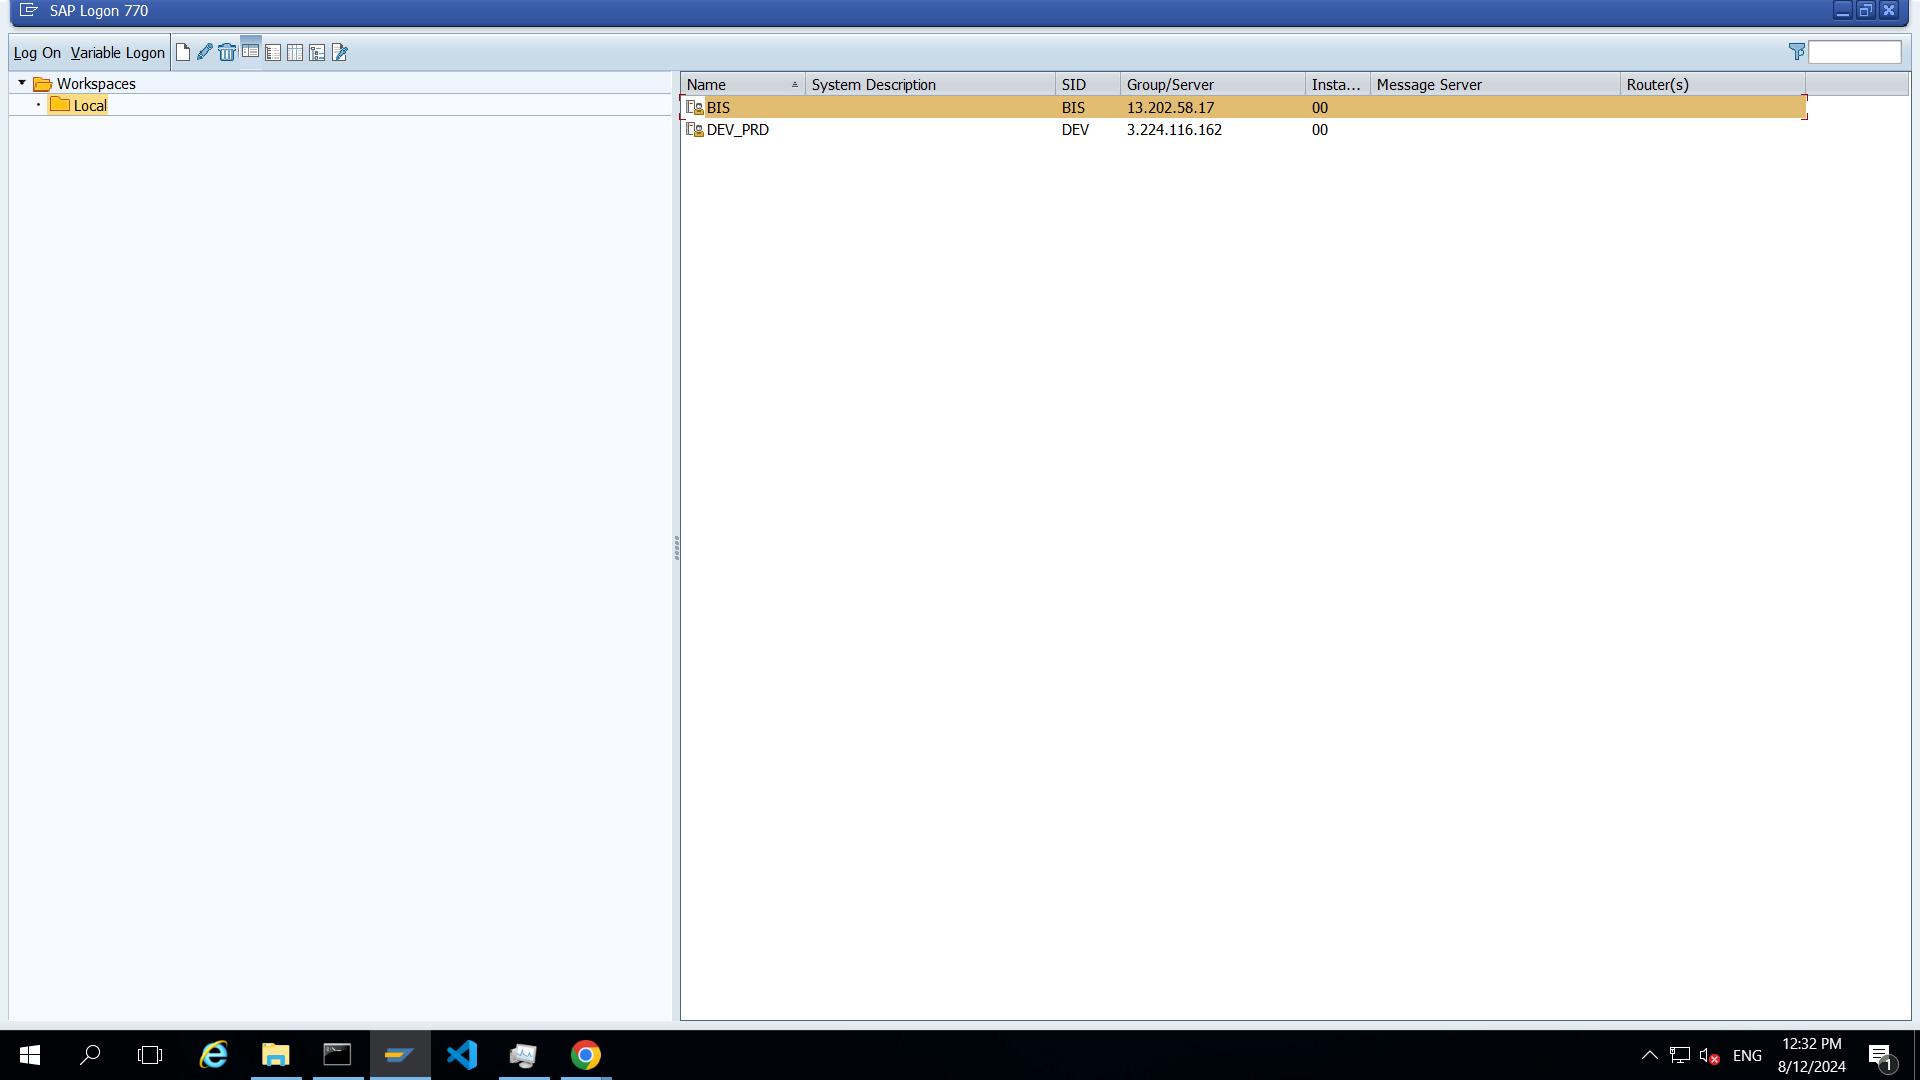 SAP Logon 770
Log On Variable Logon
Workspaces
Local
Name System Description SID Group/Server Insta... Message Server Router(s)
BIS BIS 13.202.58.17 00
DEV_PRD DEV 3.224.116.162 00
ENG
12:32 PM
8/12/2024
1